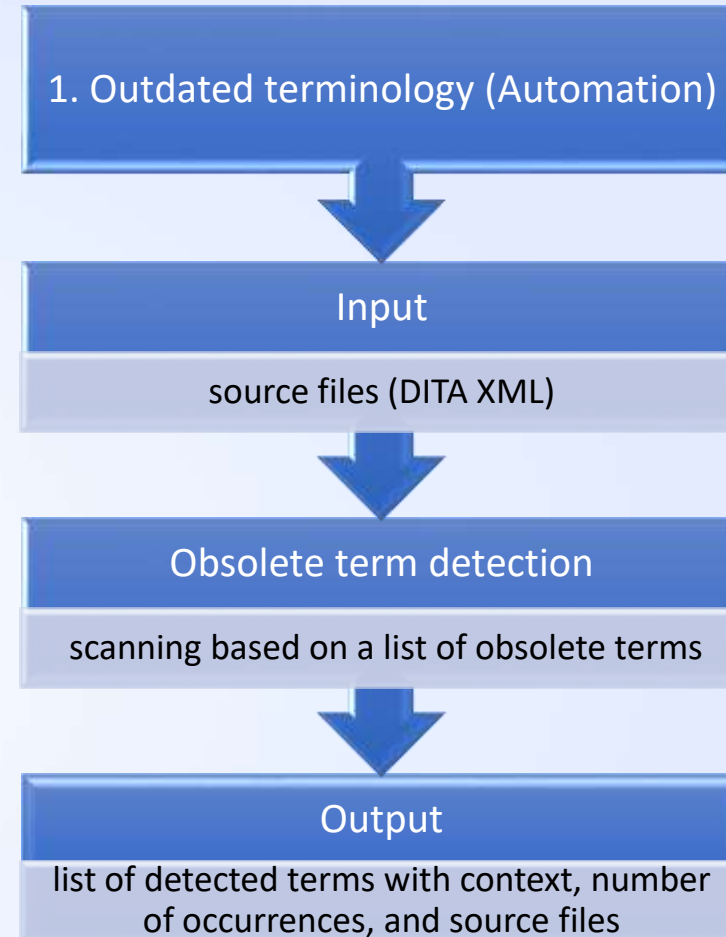 1. Outdated terminology (Automation)
Input
source files (DITA XML)
Obsolete term detection
scanning based on a list of obsolete terms
Output
list of detected terms with context, number
of occurrences, and source files